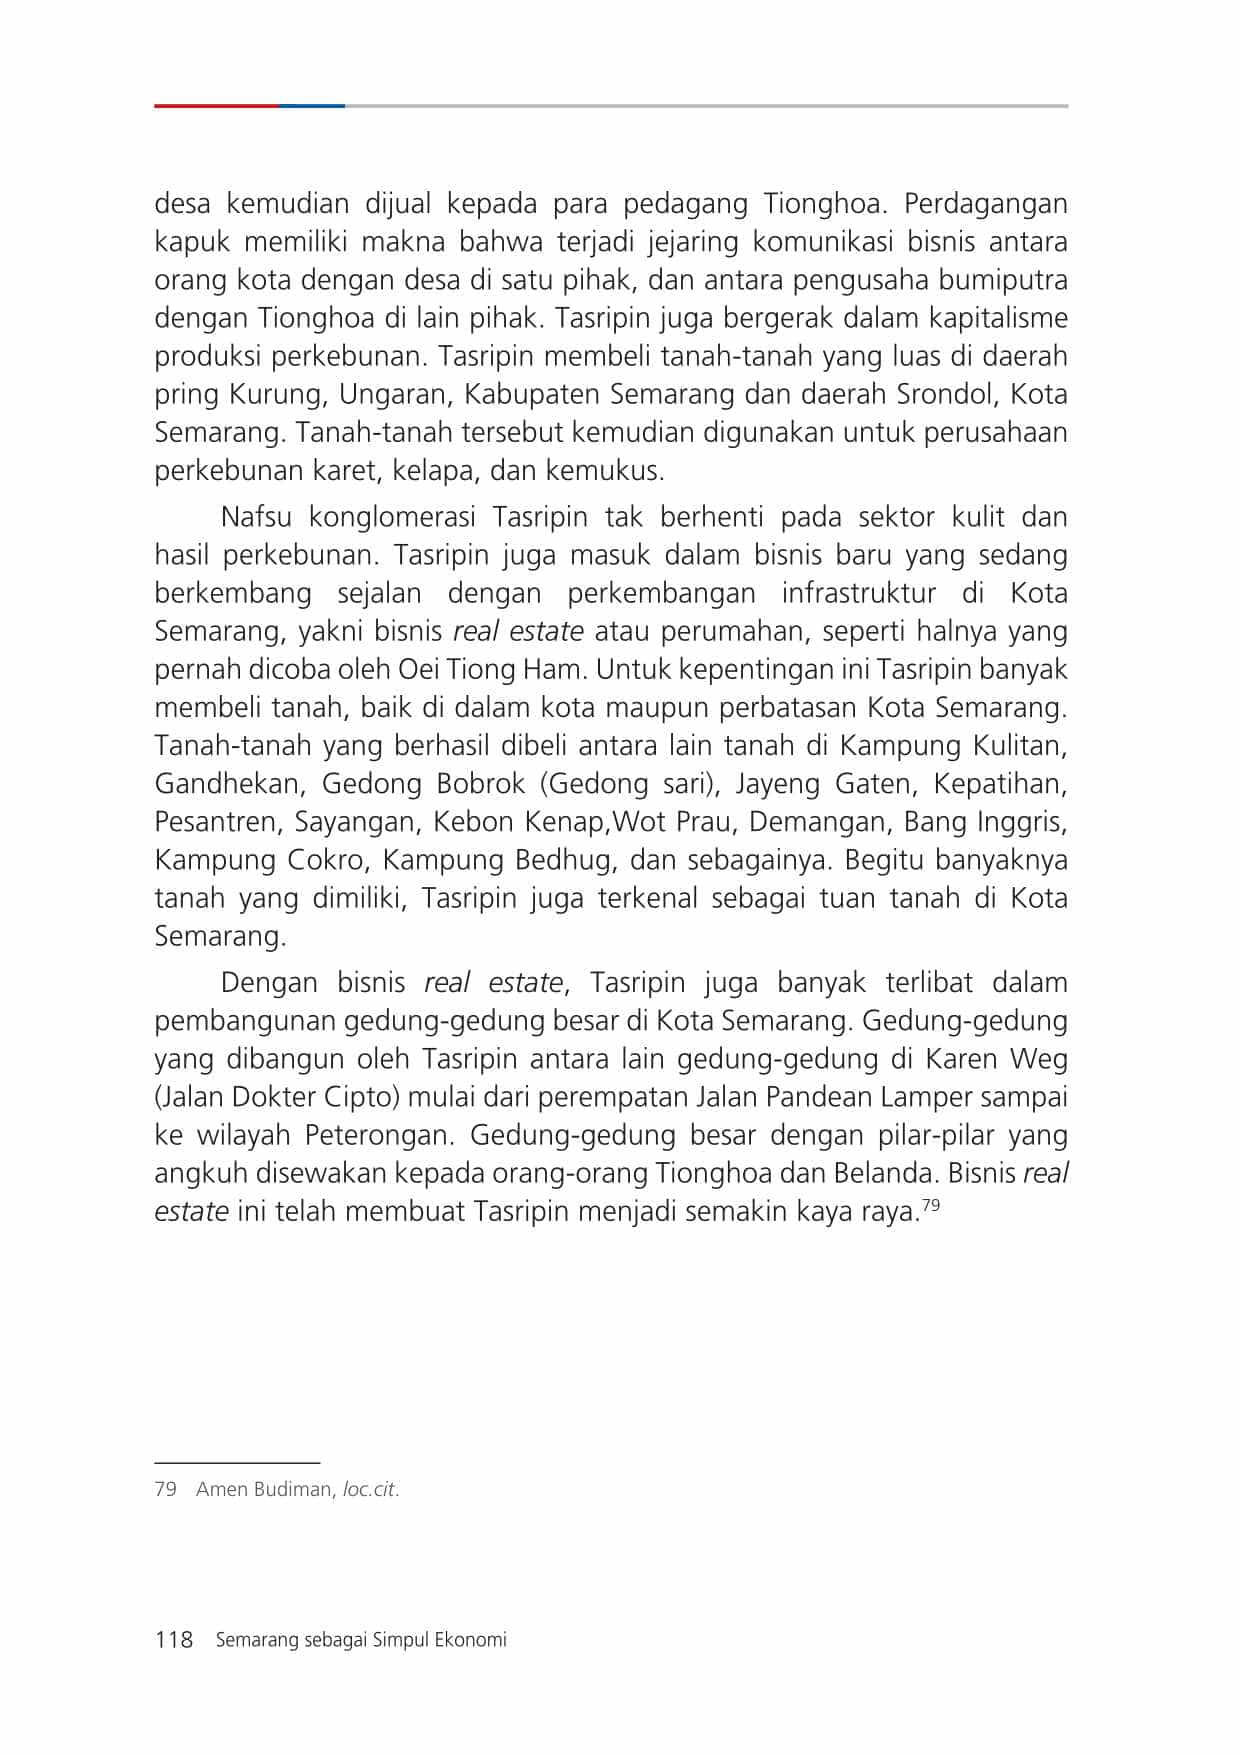 desa kemudian dijual kepada para pedagang Tionghoa. Perdagangan
kapuk memiliki makna bahwa terjadi jejaring komunikasi bisnis antara
orang kota dengan desa di satu pihak, dan antara pengusaha bumiputra
dengan Tionghoa di lain pihak. Tasripin juga bergerak dalam kapitalisme
produksi perkebunan. Tasripin membeli tanah-tanah yang luas di daerah
pring Kurung, Ungaran, Kabupaten Semarang dan daerah Srondol, Kota
Semarang. Tanah-tanah tersebut kemudian digunakan untuk perusahaan
perkebunan karet, kelapa, dan kemukus.
Nafsu konglomerasi Tasripin tak berhenti pada sektor kulit dan
hasil perkebunan. Tasripin juga masuk dalam bisnis baru yang sedang
berkembang sejalan dengan perkembangan infrastruktur di Kota
Semarang, yakni bisnis real estate atau perumahan, seperti halnya yang
pernah dicoba oleh Oei Tiong Ham. Untuk kepentingan ini Tasripin banyak
membeli tanah, baik di dalam kota maupun perbatasan Kota Semarang.
Tanah-tanah yang berhasil dibeli antara lain tanah di Kampung Kulitan,
Gandhekan, Gedong Bobrok (Gedong sari), Jayeng Gaten, Kepatihan,
Pesantren, Sayangan, Kebon Kenap,Wot Prau, Demangan, Bang Inggris,
Kampung Cokro, Kampung Bedhug, dan sebagainya. Begitu banyaknya
tanah yang dimiliki, Tasripin juga terkenal sebagai tuan tanah di Kota
Semarang.
Dengan bisnis real estate, Tasripin juga banyak terlibat dalam
pembangunan gedung-gedung besar di Kota Semarang. Gedung-gedung
yang dibangun oleh Tasripin antara lain gedung-gedung di Karen Weg
(Jalan Dokter Cipto) mulai dari perempatan Jalan Pandean Lamper sampai
ke wilayah Peterongan. Gedung-gedung besar dengan pilar-pilar yang
angkuh disewakan kepada orang-orang Tionghoa dan Belanda. Bisnis real
estate ini telah membuat Tasripin menjadi semakin kaya raya.79
79 Amen Budiman, loc.cit.
118 Semarang sebagai Simpul Ekonomi